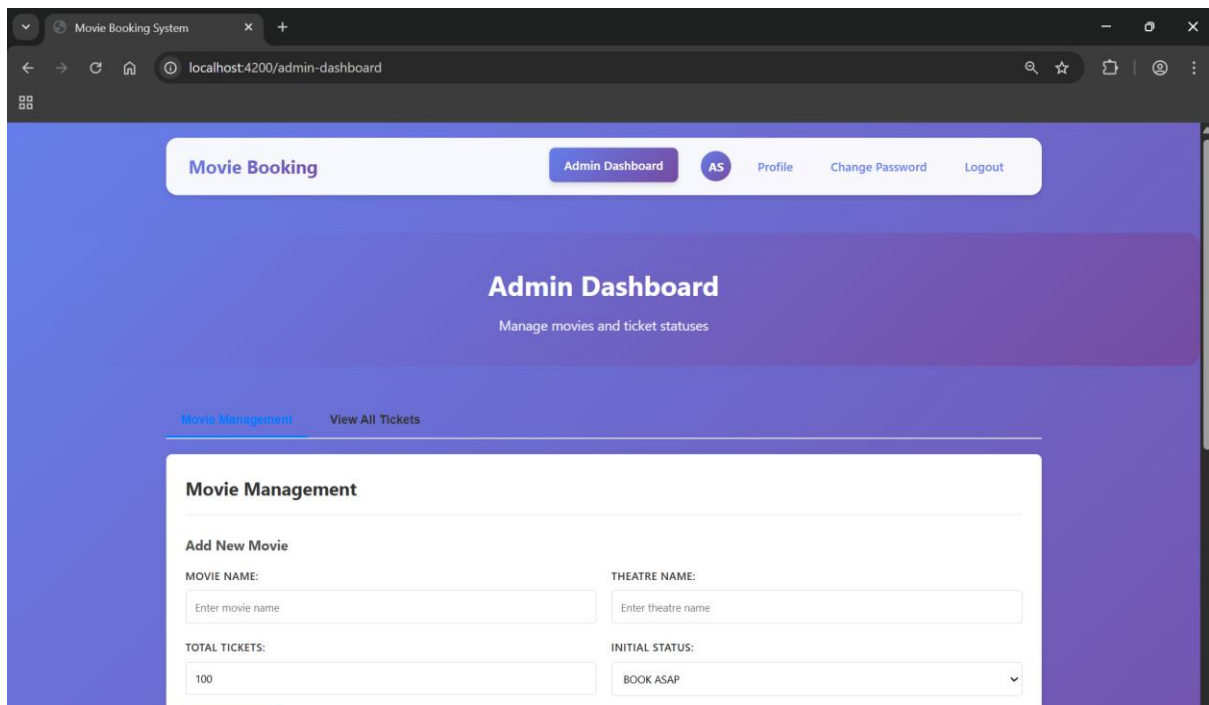 Movie Booking System
localhost:4200/admin-dashboard
Movie Booking
Admin Dashboard
AS
Profile
Change Password
Logout
Admin Dashboard
Manage movies and ticket statuses
Movie Management
View All Tickets
Movie Management
Add New Movie
MOVIE NAME:
THEATRE NAME:
Enter movie name
Enter theatre name
TOTAL TICKETS:
INITIAL STATUS:
100
BOOK ASAP